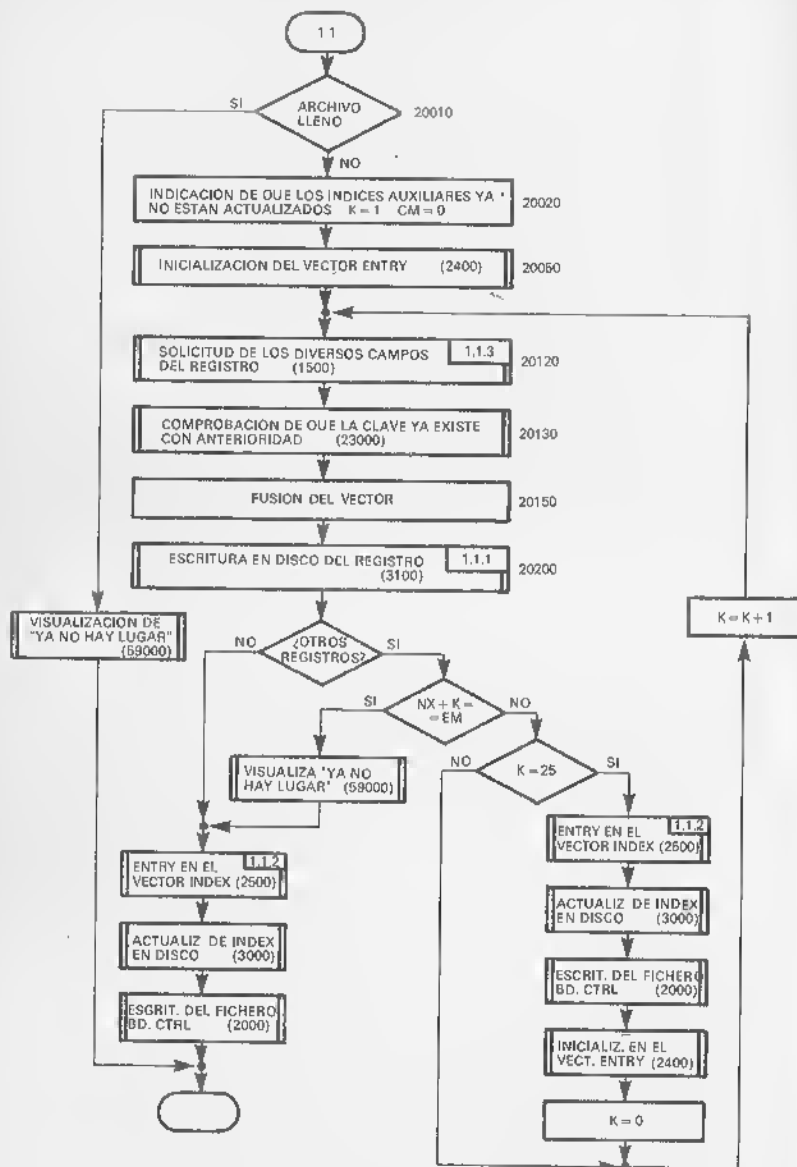 1 1
SI
ARCHIVO
LLENO
20010
NO
INDICACION DE QUE LOS INDICES AUXILIARES YA
NO ESTAN ACTUALIZADOS K = 1 CM = 0
20020
INICIALIZACION DEL VECTOR ENTRY (2400)
20050
SOLICITUD DE LOS DIVERSOS CAMPOS
DEL REGISTRO (1500)
1.1.3
20120
COMPROBACION DE QUE LA CLAVE YA EXISTE
CON ANTERIORIDAD (23000)
20130
FUSION DEL VECTOR
20150
ESCRITURA EN DISCO DEL REGISTRO
(3100)
1.1.1
20200
VISUALIZACION DE
"YA NO HAY LUGAR"
(59000)
NO
¿OTROS
REGISTROS?
SI
K = K + 1
SI
NX + K =
= EM
NO
VISUALIZA "YA NO
HAY LUGAR" (59000)
NO
K = 25
SI
ENTRY EN EL
VECTOR INDEX (2500)
1.1.2
ACTUALIZ DE INDEX
EN DISCO (3000)
ESCRIT. DEL FICHERO
BD. CTRL (2000)
ENTRY EN EL
VECTOR INDEX (2500)
1.1.2
ACTUALIZ DE INDEX
EN DISCO (3000)
ESCRIT. DEL FICHERO
BD. CTRL (2000)
INICIALIZ. EN EL
VECT. ENTRY (2400)
K = 0